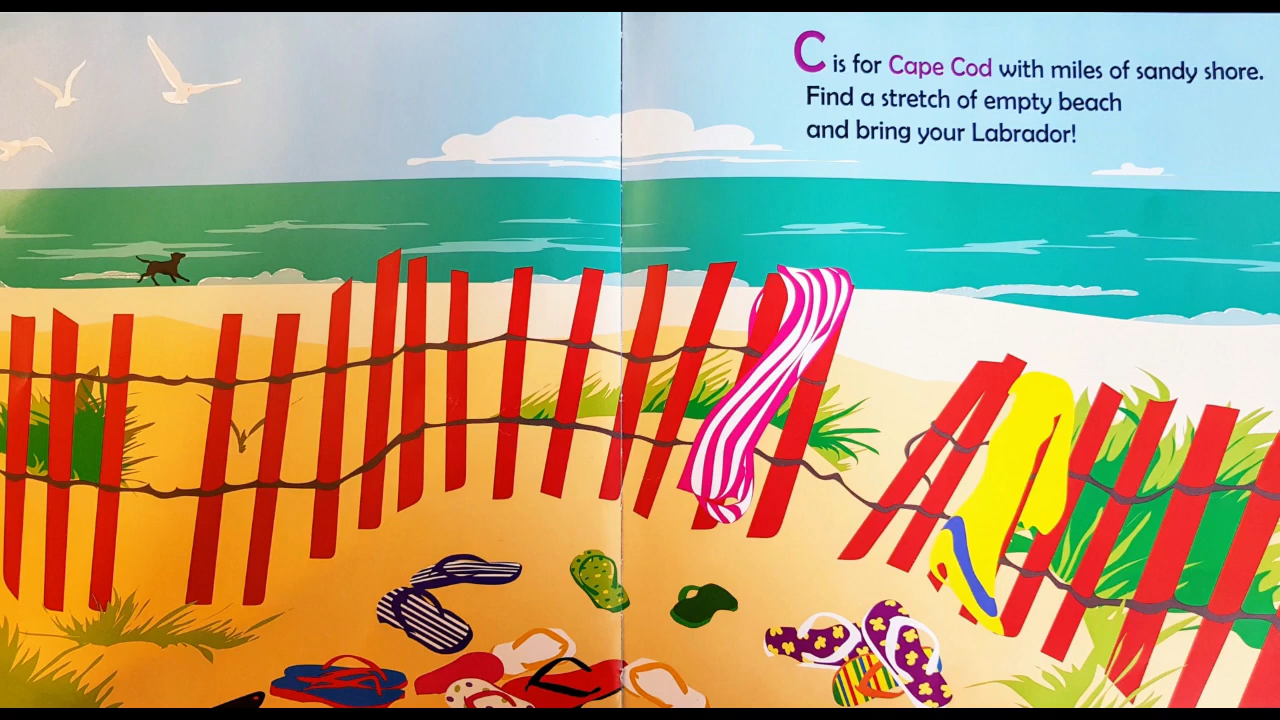 C is for Cape Cod with miles of sandy shore.
Find a stretch of empty beach
and bring your Labrador!